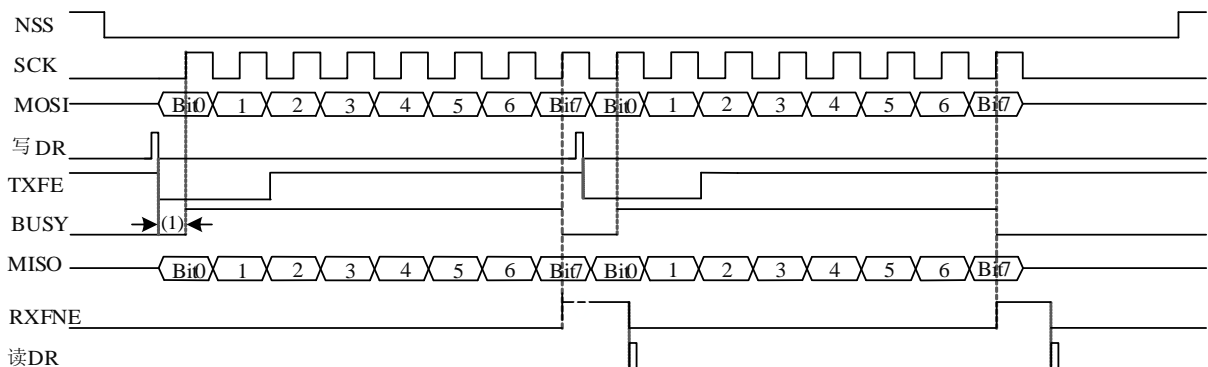 NSS
SCK
MOSI Bit0 1 2 3 4 5 6 Bit7 Bit0 1 2 3 4 5 6 Bit7
写DR
TXFE
BUSY (1)
MISO Bit0 1 2 3 4 5 6 Bit7 Bit0 1 2 3 4 5 6 Bit7
RXFNE
读DR